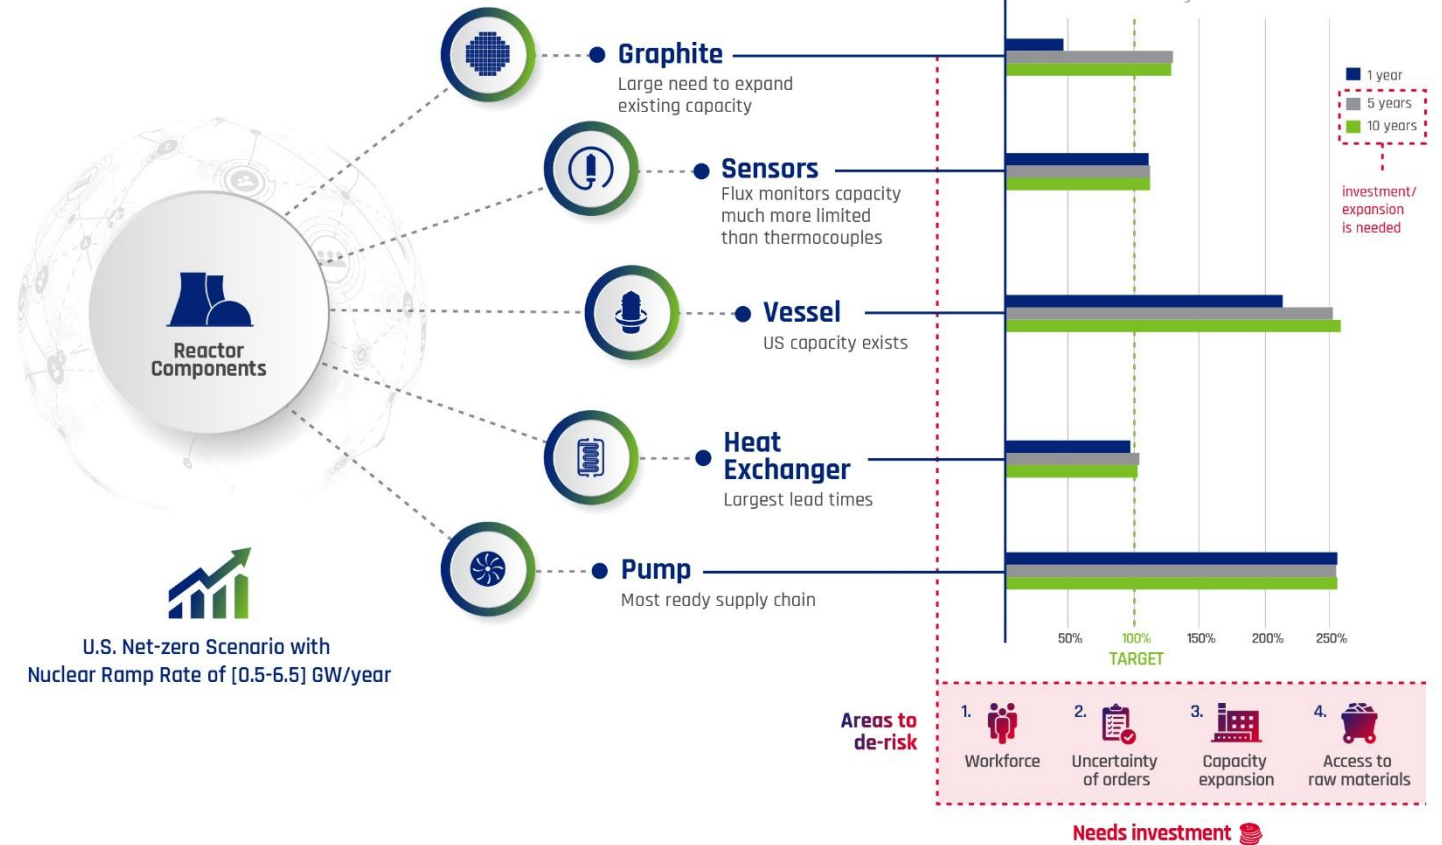 Graphite
Large need to expand
existing capacity
Sensors
Flux monitors capacity
much more limited
than thermocouples
Vessel
US capacity exists
Heat
Exchanger
Largest lead times
Pump
Most ready supply chain
Reactor
Components
U.S. Net-zero Scenario with
Nuclear Ramp Rate of [0.5-6.5] GW/year
1 year
5 years
10 years
investment/
expansion
is needed
50%
100%
150%
200%
250%
TARGET
Areas to
de-risk
1.
Workforce
2.
Uncertainty
of orders
3.
Capacity
expansion
4.
Access to
raw materials
Needs investment